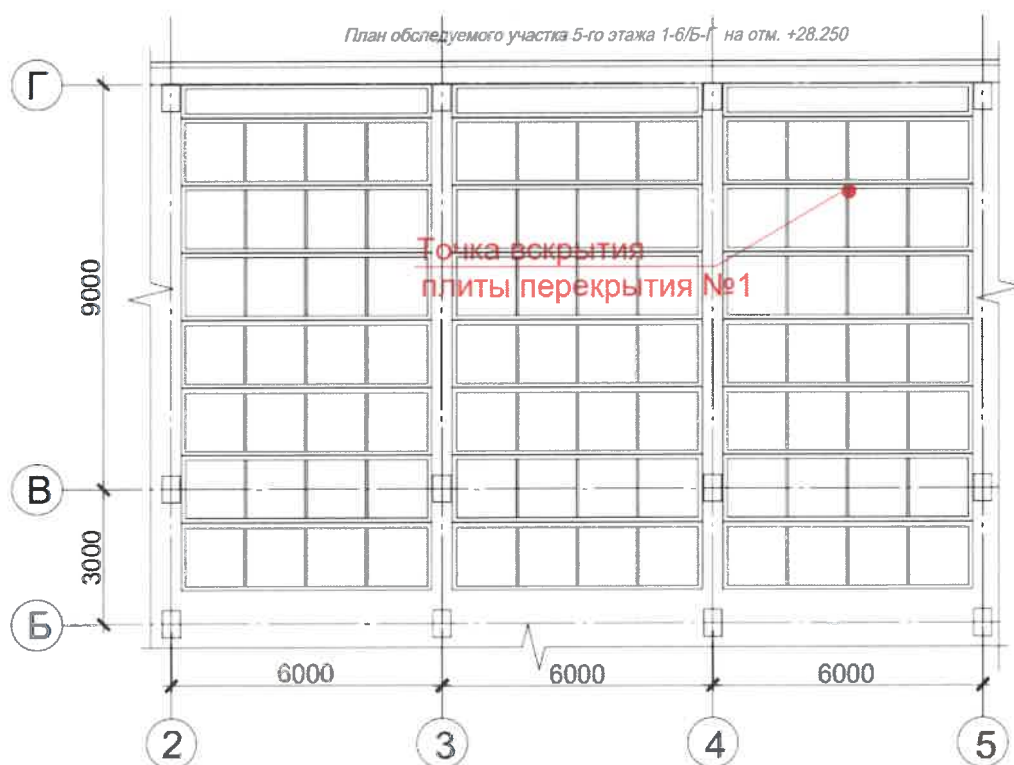 План обследуемого участка 5-го этажа 1-6/Б-Г на отм. +28.250
Г
9000
Точка вскрытия
плиты перекрытия №1
В
3000
Б
6000 6000 6000
2 3 4 5